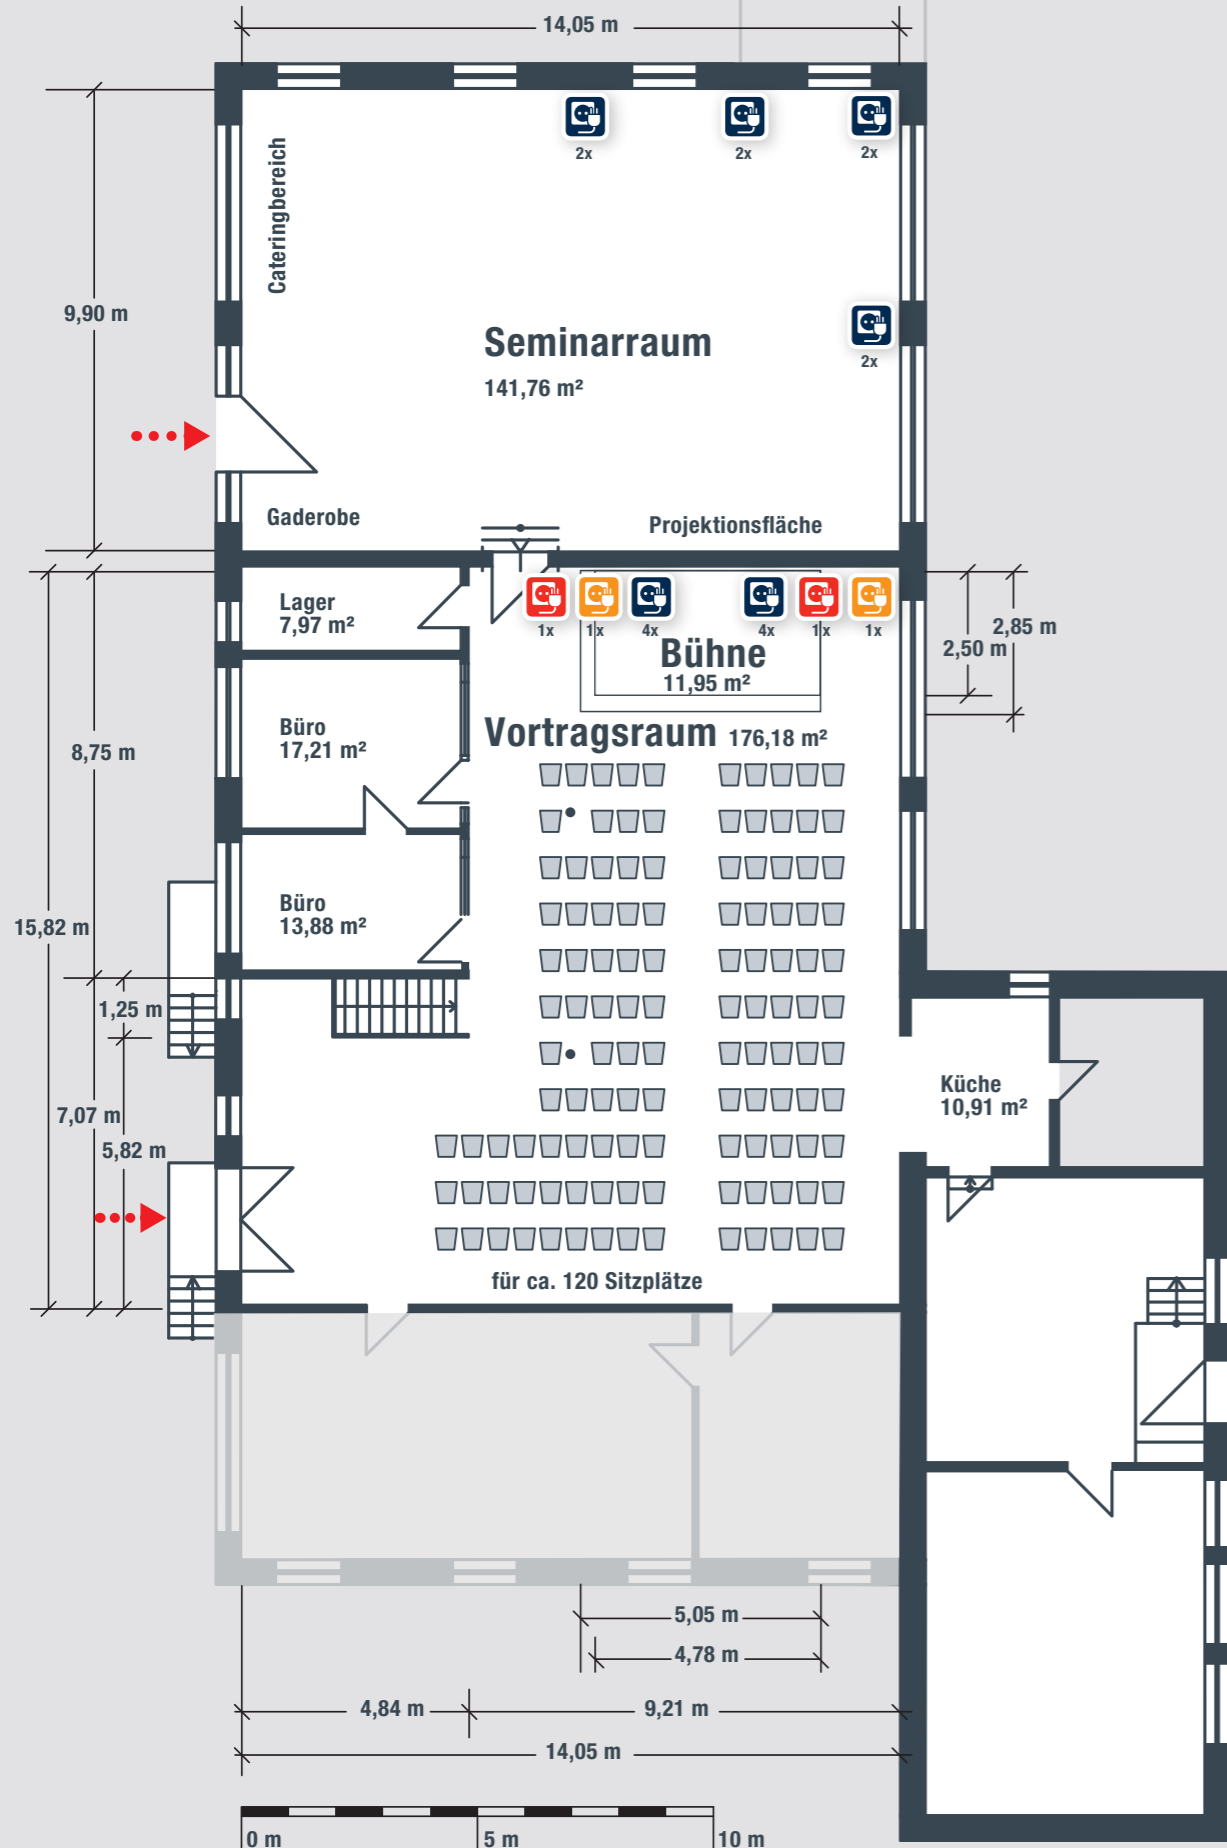 14,05 m
2x
2x
2x
Cateringbereich
9,90 m
2x
Seminarraum
141,76 m²
Gaderobe
Projektionsfläche
Lager
7,97 m²
1x
1x
4x
4x
1x
1x
2,85 m
2,50 m
Bühne
11,95 m²
Büro
17,21 m²
Vortragsraum 176,18 m²
8,75 m
Büro
13,88 m²
15,82 m
1,25 m
Küche
10,91 m²
7,07 m
5,82 m
für ca. 120 Sitzplätze
5,05 m
4,78 m
4,84 m
9,21 m
14,05 m
0 m
5 m
10 m